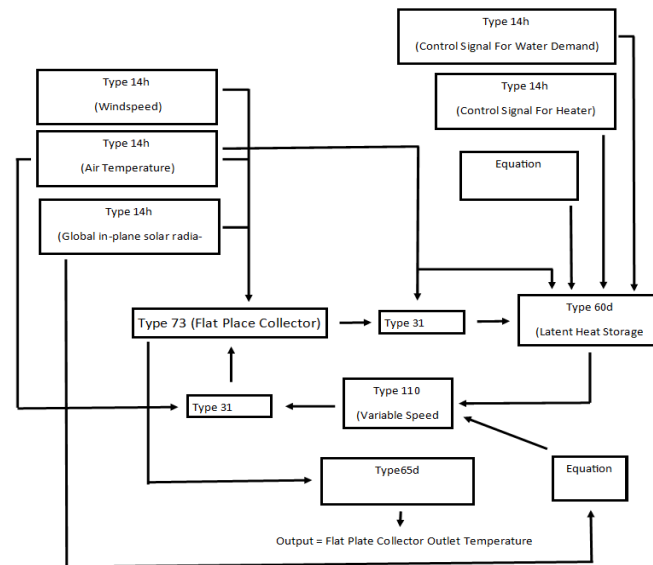 Type 14h
(Control Signal For Water Demand)
Type 14h
(Windspeed)
Type 14h
(Control Signal For Heater)
Type 14h
(Air Temperature)
Equation
Type 14h
(Global in-plane solar radia-
Type 73 (Flat Place Collector)
Type 31
Type 60d
(Latent Heat Storage
Type 31
Type 110
(Variable Speed
Type65d
Equation
Output = Flat Plate Collector Outlet Temperature